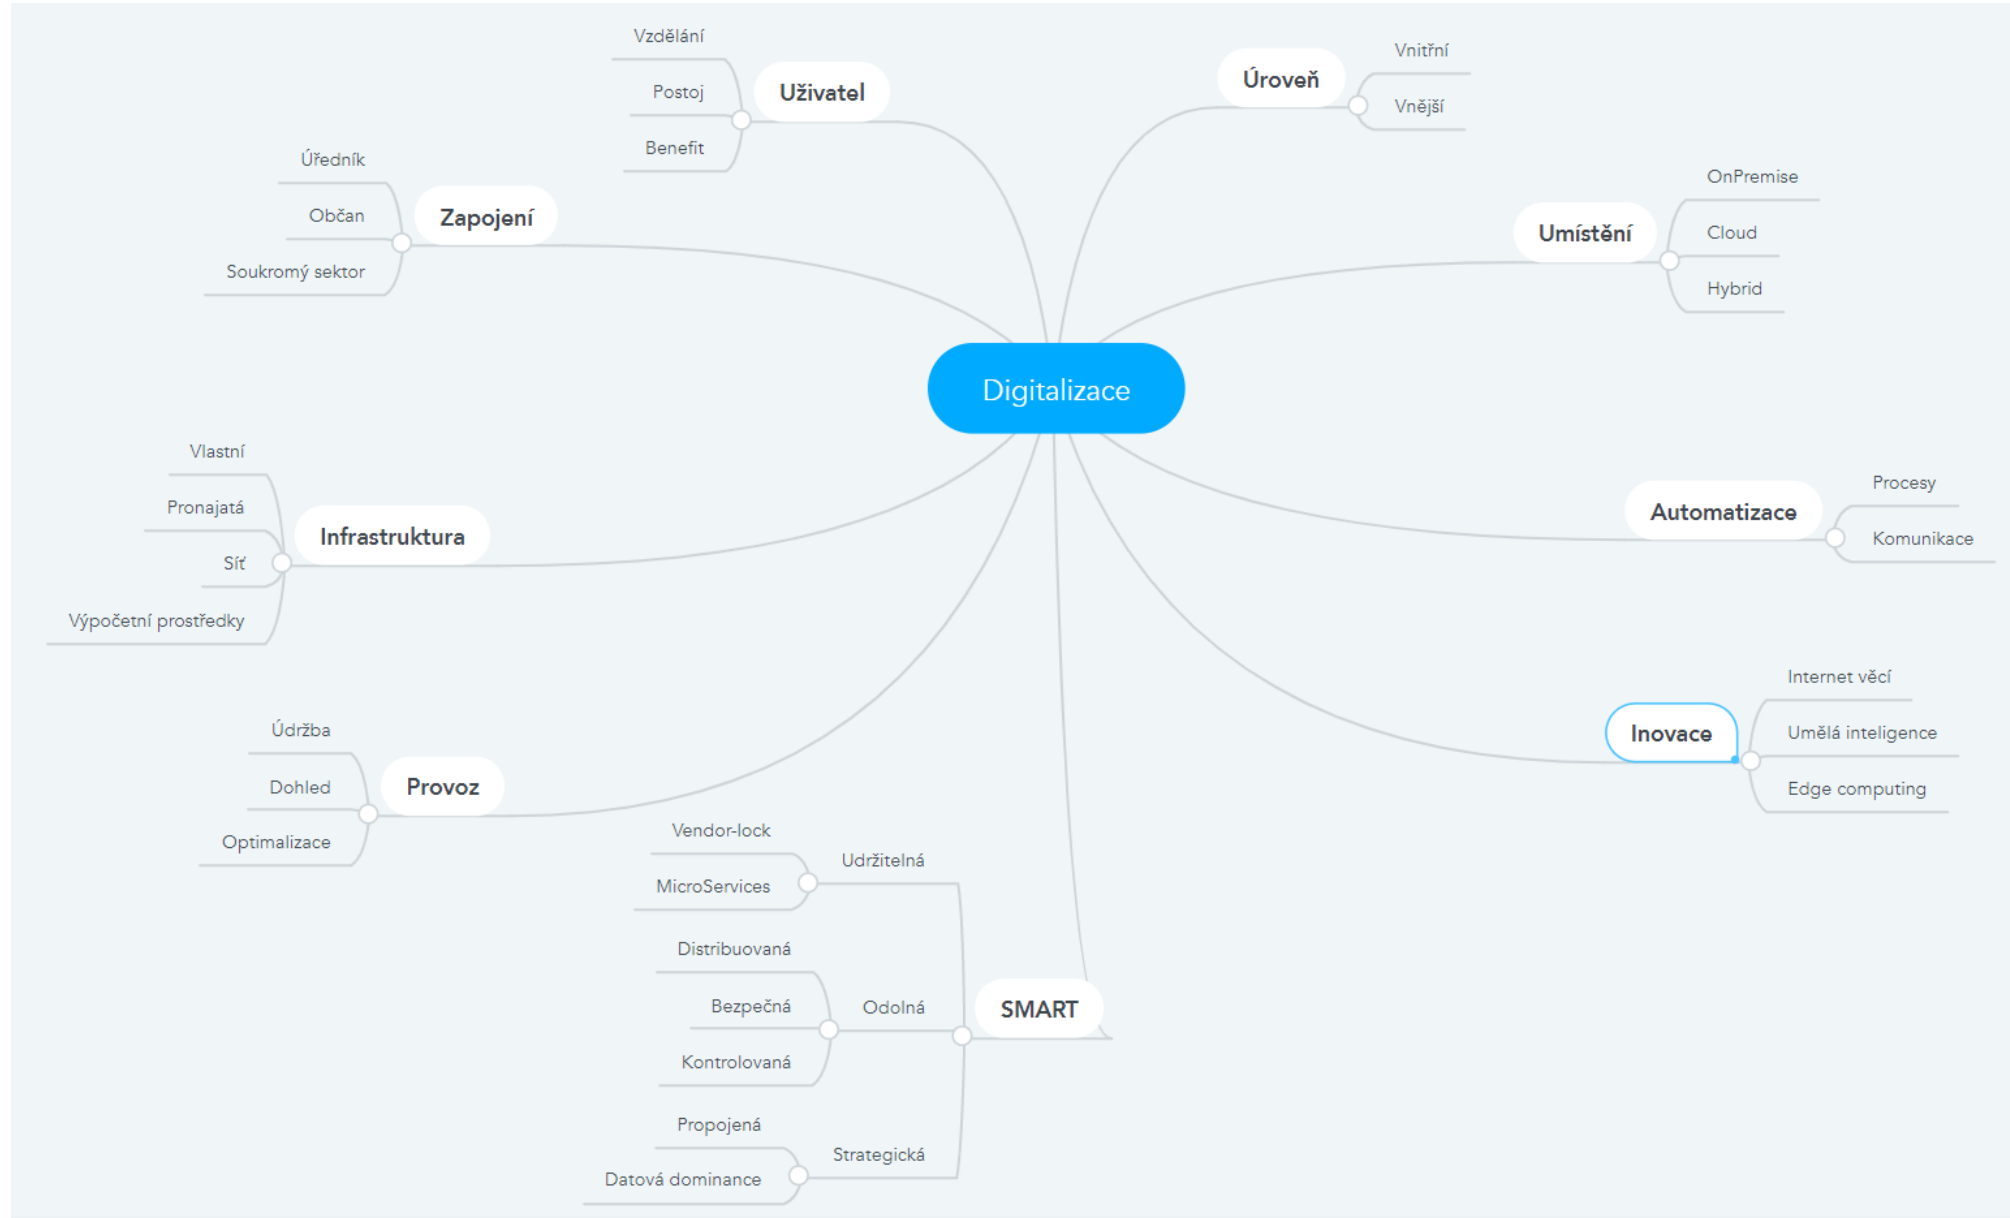 Digitalizace
Uživatel
Vzdělání
Postoj
Benefit
Zapojení
Úředník
Občan
Soukromý sektor
Infrastruktura
Vlastní
Pronajatá
Síť
Výpočetní prostředky
Provoz
Údržba
Dohled
Optimalizace
SMART
Udržitelná
Vendor-lock
MicroServices
Odolná
Distribuovaná
Bezpečná
Kontrolovaná
Strategická
Propojená
Datová dominance
Úroveň
Vnitřní
Vnější
Umístění
OnPremise
Cloud
Hybrid
Automatizace
Procesy
Komunikace
Inovace
Internet věcí
Umělá inteligence
Edge computing